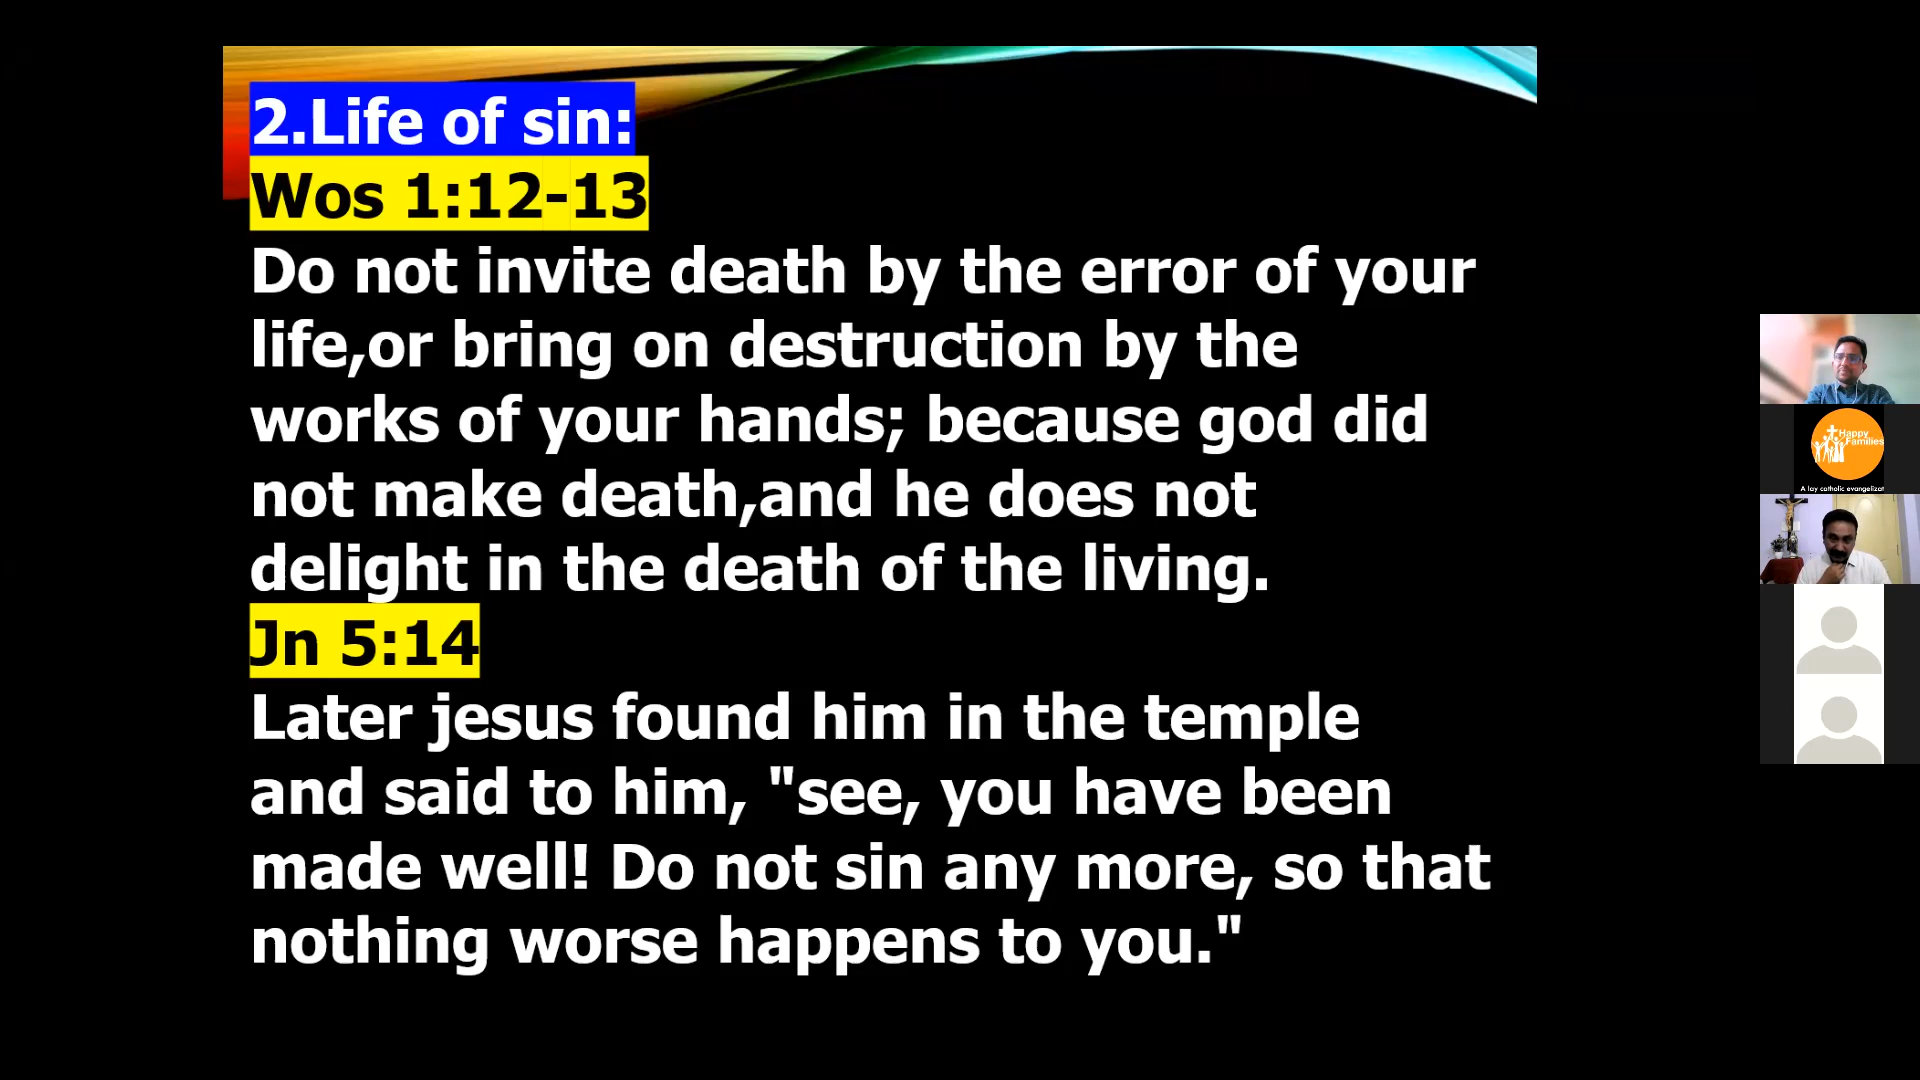 2.Life of sin:
Wos 1:12-13
Do not invite death by the error of your
life,or bring on destruction by the
works of your hands; because god did
not make death,and he does not
delight in the death of the living.
Jn 5:14
Later jesus found him in the temple
and said to him, "see, you have been
made well! Do not sin any more, so that
nothing worse happens to you."
Happy
Families
A lay catholic evangelizat